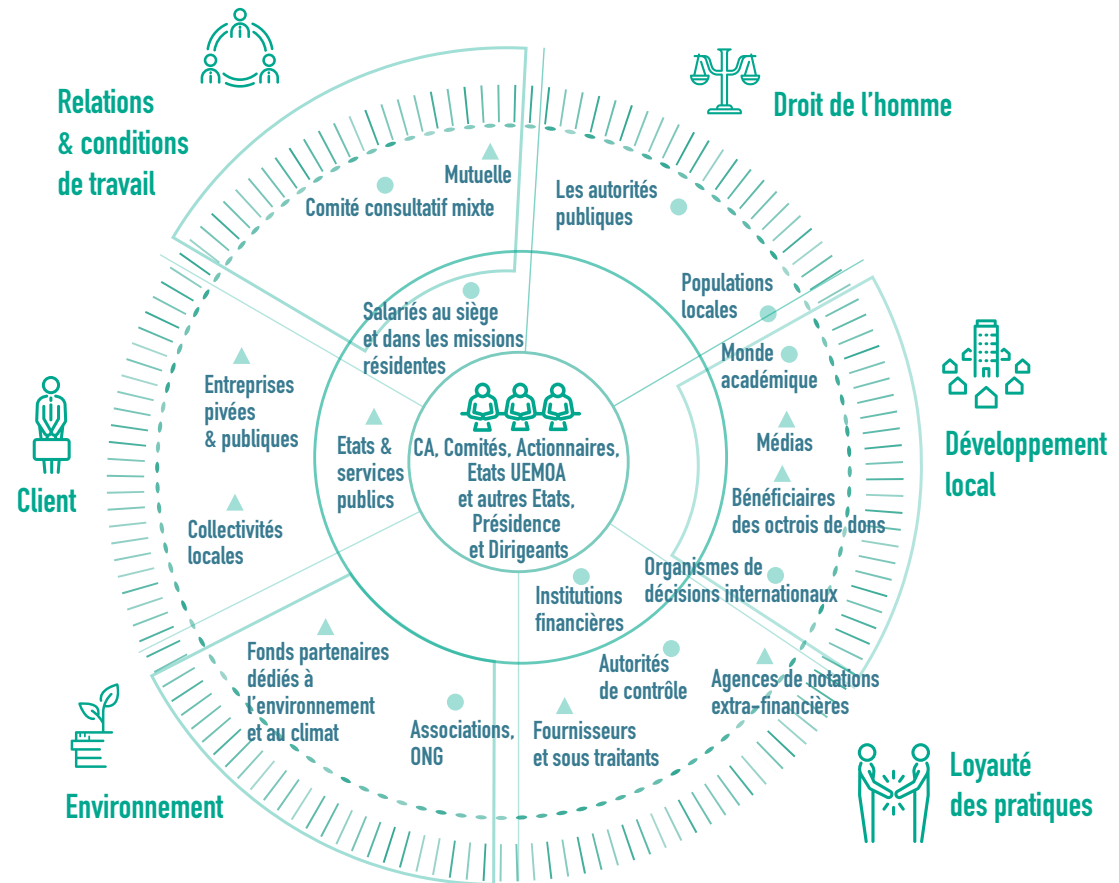 Relations
& conditions
de travail
Droit de l’homme
Mutuelle
Comité consultatif mixte
Les autorités
publiques
Populations
locales
Salariés au siège
et dans les missions
résidentes
Monde
académique
Entreprises
pivées
& publiques
Médias
Développement
local
Etats &
services
publics
CA, Comités, Actionnaires,
Etats UEMOA
et autres Etats,
Présidence
et Dirigeants
Client
Bénéficiaires
des octrois de dons
Collectivités
locales
Organismes de
décisions internationaux
Institutions
financières
Fonds partenaires
dédiés à
l’environnement
et au climat
Autorités
de contrôle
Agences de notations
extra-financières
Associations,
ONG
Fournisseurs
et sous traitants
Environnement
Loyauté
des pratiques